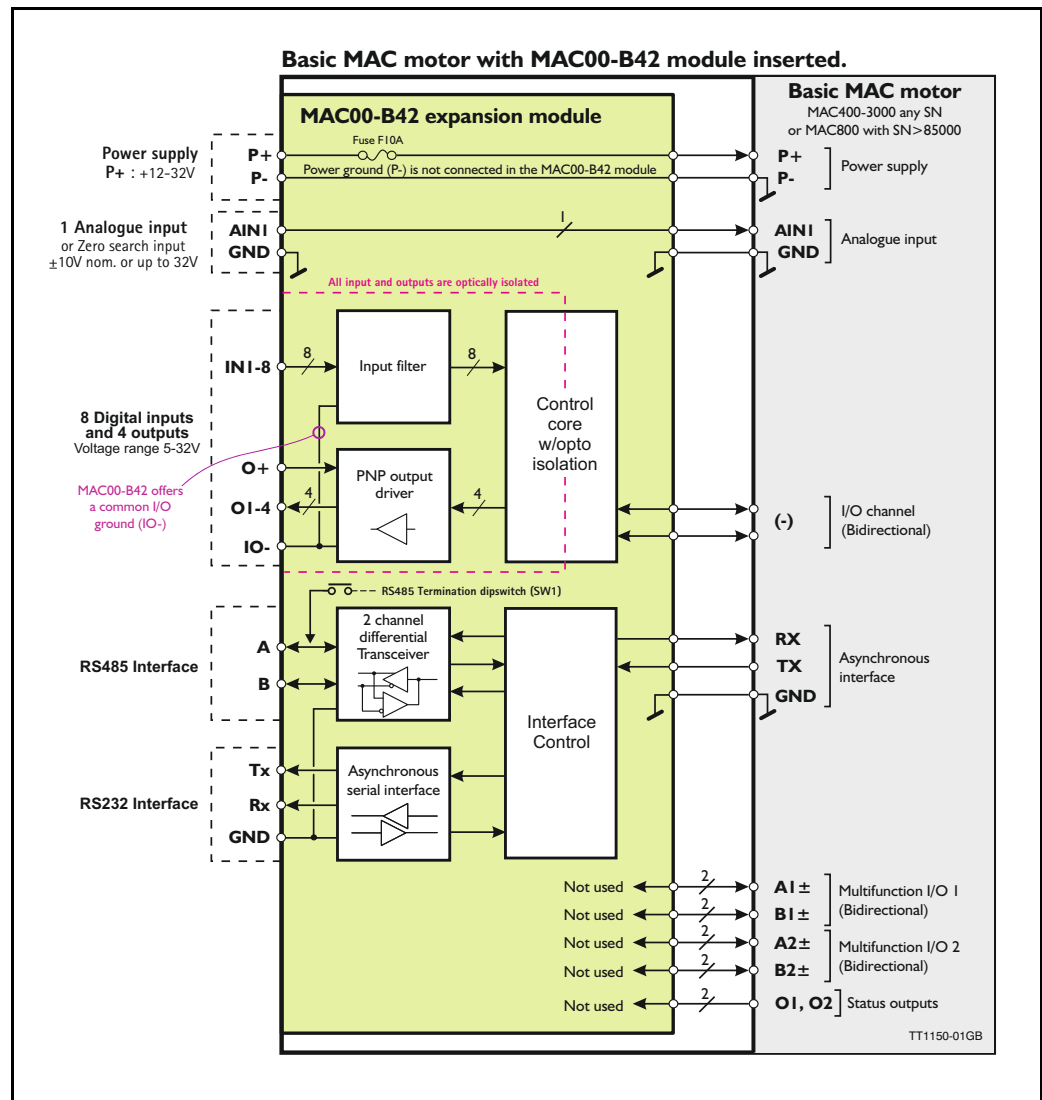 Basic MAC motor with MAC00-B42 module inserted.
Basic MAC motor
MAC400-3000 any SN
or MAC800 with SN>85000
MAC00-B42 expansion module
Fuse F10A
Power supply
P+ : +12-32V
P+
P-
Power ground (P-) is not connected in the MAC00-B42 module
P+
P-
Power supply
1 Analogue input
or Zero search input
±10V nom. or up to 32V
AIN1
GND
1
AIN1
GND
Analogue input
All input and outputs are optically isolated
IN1-8
8
Input filter
8
Control
core
w/opto
isolation
8 Digital inputs
and 4 outputs
Voltage range 5-32V
MAC00-B42 offers
a common I/O
ground (IO-)
O+
O1-4
IO-
4
PNP output
driver
4
(-)
I/O channel
(Bidirectional)
RS485 Termination dipswitch (SW1)
RS485 Interface
A
B
2 channel
differential
Transceiver
Interface
Control
RX
TX
GND
Asynchronous
interface
RS232 Interface
Tx
Rx
GND
Asynchronous
serial interface
Not used
2
A1±
Not used
2
B1±
Multifunction I/O 1
(Bidirectional)
Not used
2
A2±
Not used
2
B2±
Multifunction I/O 2
(Bidirectional)
Not used
2
O1, O2
Status outputs
TT1150-01GB